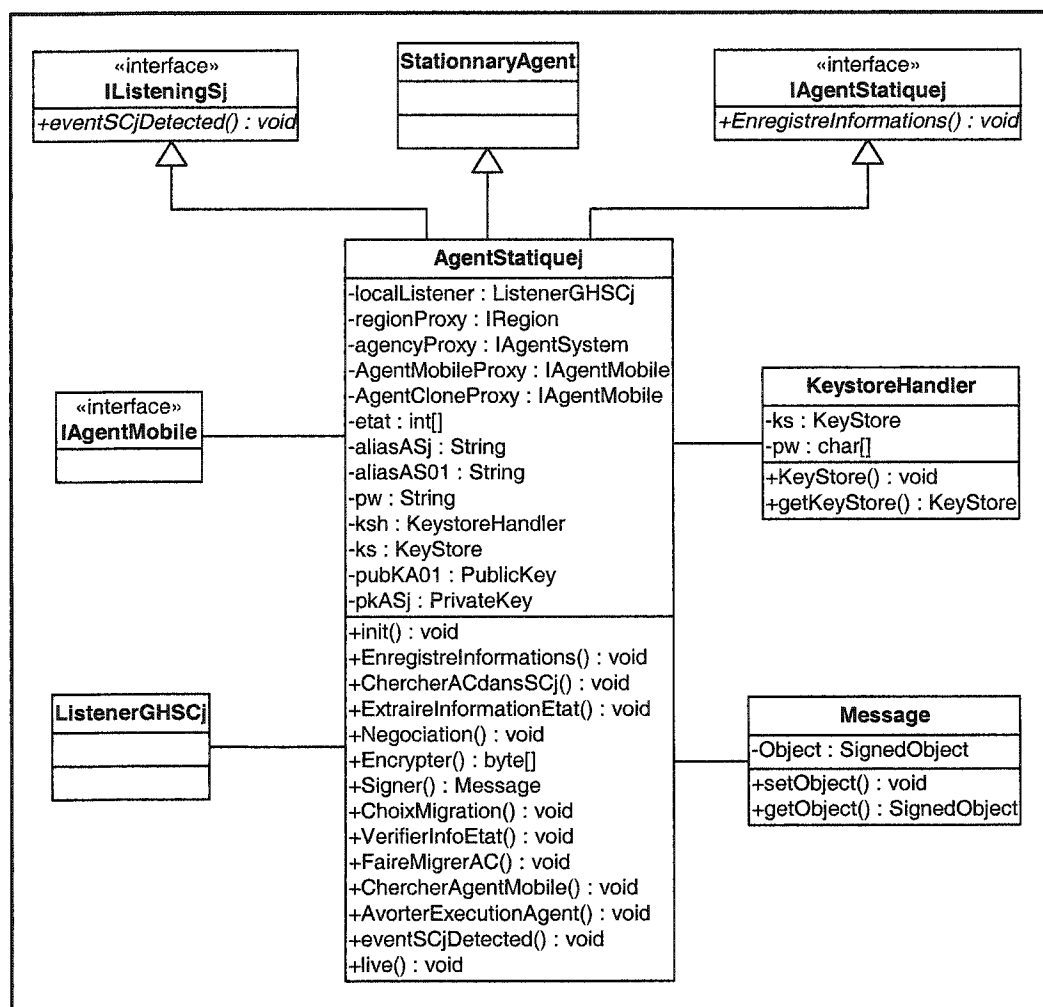 «interface»
IListeningSj
+eventSCjDetected() : void
StationnaryAgent
«interface»
IAgentStatiquej
+EnregistreInformations() : void
AgentStatiquej
-localListener : ListenerGHSCj
-regionProxy : IRegion
-agencyProxy : IAgentSystem
-AgentMobileProxy : IAgentMobile
-AgentCloneProxy : IAgentMobile
-etat : int[]
-aliasASj : String
-aliasAS01 : String
-pw : String
-ksh : KeystoreHandler
-ks : KeyStore
-pubKA01 : PublicKey
-pkASj : PrivateKey
+init() : void
+EnregistreInformations() : void
+ChercherACdansSCj() : void
+ExtraireInformationEtat() : void
+Negociation() : void
+Encrypter() : byte[]
+Signer() : Message
+ChoixMigration() : void
+VerifierInfoEtat() : void
+FaireMigrerAC() : void
+ChercherAgentMobile() : void
+AvorterExecutionAgent() : void
+eventSCjDetected() : void
+live() : void
«interface»
IAgentMobile
KeystoreHandler
-ks : KeyStore
-pw : char[]
+KeyStore() : void
+getKeyStore() : KeyStore
ListenerGHSCj
Message
-Object : SignedObject
+setObject() : void
+getObject() : SignedObject